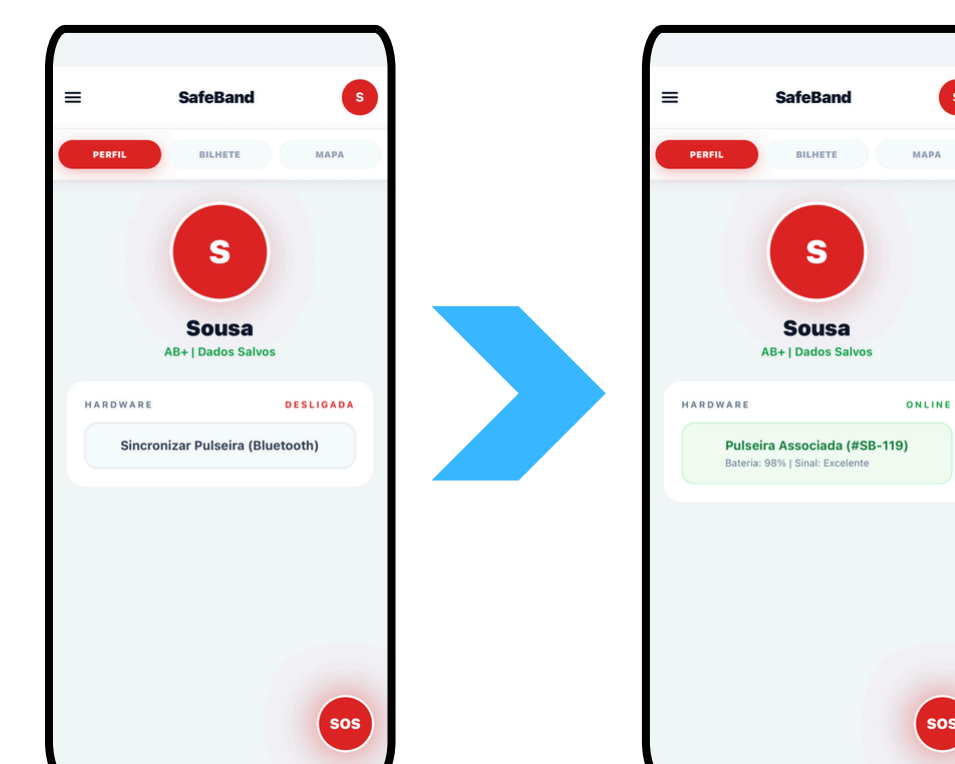 SafeBand
S
PERFIL
BILHETE
MAPA
S
Sousa
AB+ | Dados Salvos
HARDWARE
DESLIGADA
Sincronizar Pulseira (Bluetooth)
SOS
SafeBand
S
PERFIL
BILHETE
MAPA
S
Sousa
AB+ | Dados Salvos
HARDWARE
ONLINE
Pulseira Associada (#SB-119)
Bateria: 98% | Sinal: Excelente
SOS